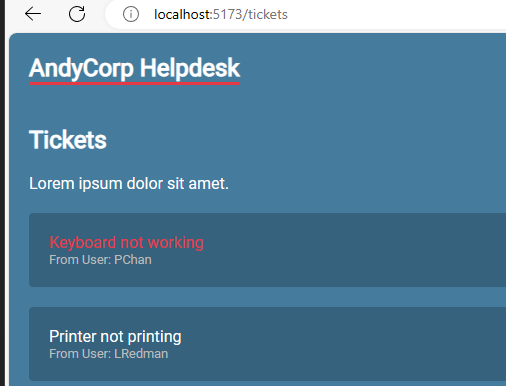 localhost:5173/tickets
AndyCorp Helpdesk
Tickets
Lorem ipsum dolor sit amet.
Keyboard not working
From User: PChan
Printer not printing
From User: LRedman